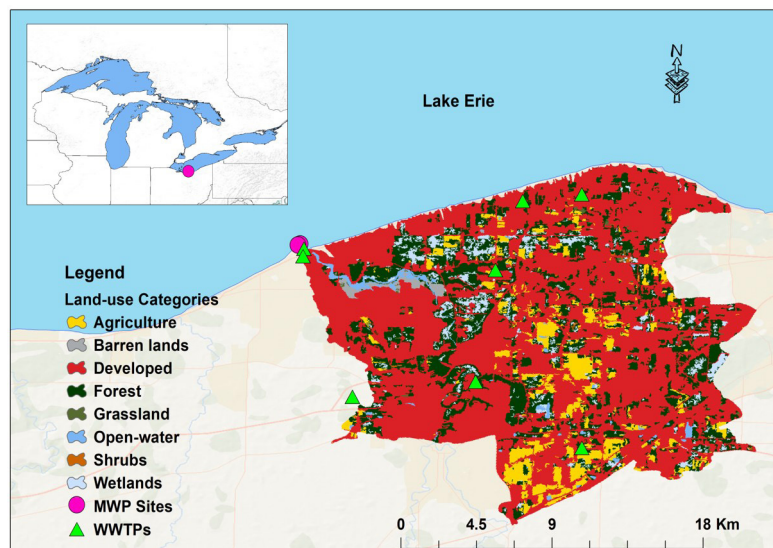 N
Lake Erie
Legend
Land-use Categories
Agriculture
Barren lands
Developed
Forest
Grassland
Open-water
Shrubs
Wetlands
MWP Sites
WWTPs
0 4.5 9 18 Km